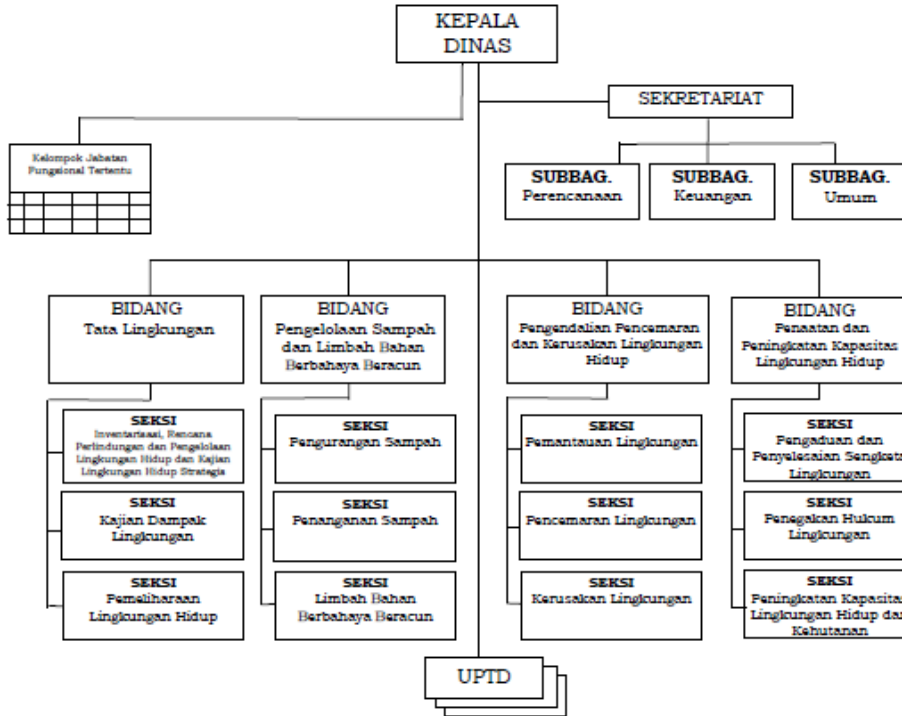 KEPALA
DINAS
SEKRETARIAT
Kelompok Jabatan
Fungsional Tertentu
SUBBAG.
Perencanaan
SUBBAG.
Keuangan
SUBBAG.
Umum
BIDANG
Tata Lingkungan
BIDANG
Pengelolaan Sampah
dan Limbah Bahan
Berbahaya Beracun
BIDANG
Pengendalian Pencemaran
dan Kerusakan Lingkungan
Hidup
BIDANG
Penaatan dan
Peningkatan Kapasitas
Lingkungan Hidup
SEKSI
Inventarisasi, Rencana
Perlindungan dan Pengelolaan
Lingkungan Hidup dan Kajian
Lingkungan Hidup Strategis
SEKSI
Pengurangan Sampah
SEKSI
Pemantauan Lingkungan
SEKSI
Pengaduan dan
Penyelesaian Sengketa
Lingkungan
SEKSI
Kajian Dampak
Lingkungan
SEKSI
Penanganan Sampah
SEKSI
Pencemaran Lingkungan
SEKSI
Penegakan Hukum
Lingkungan
SEKSI
Pemeliharaan
Lingkungan Hidup
SEKSI
Limbah Bahan
Berbahaya Beracun
SEKSI
Kerusakan Lingkungan
SEKSI
Peningkatan Kapasitas
Lingkungan Hidup dan
Kehutanan
UPTD